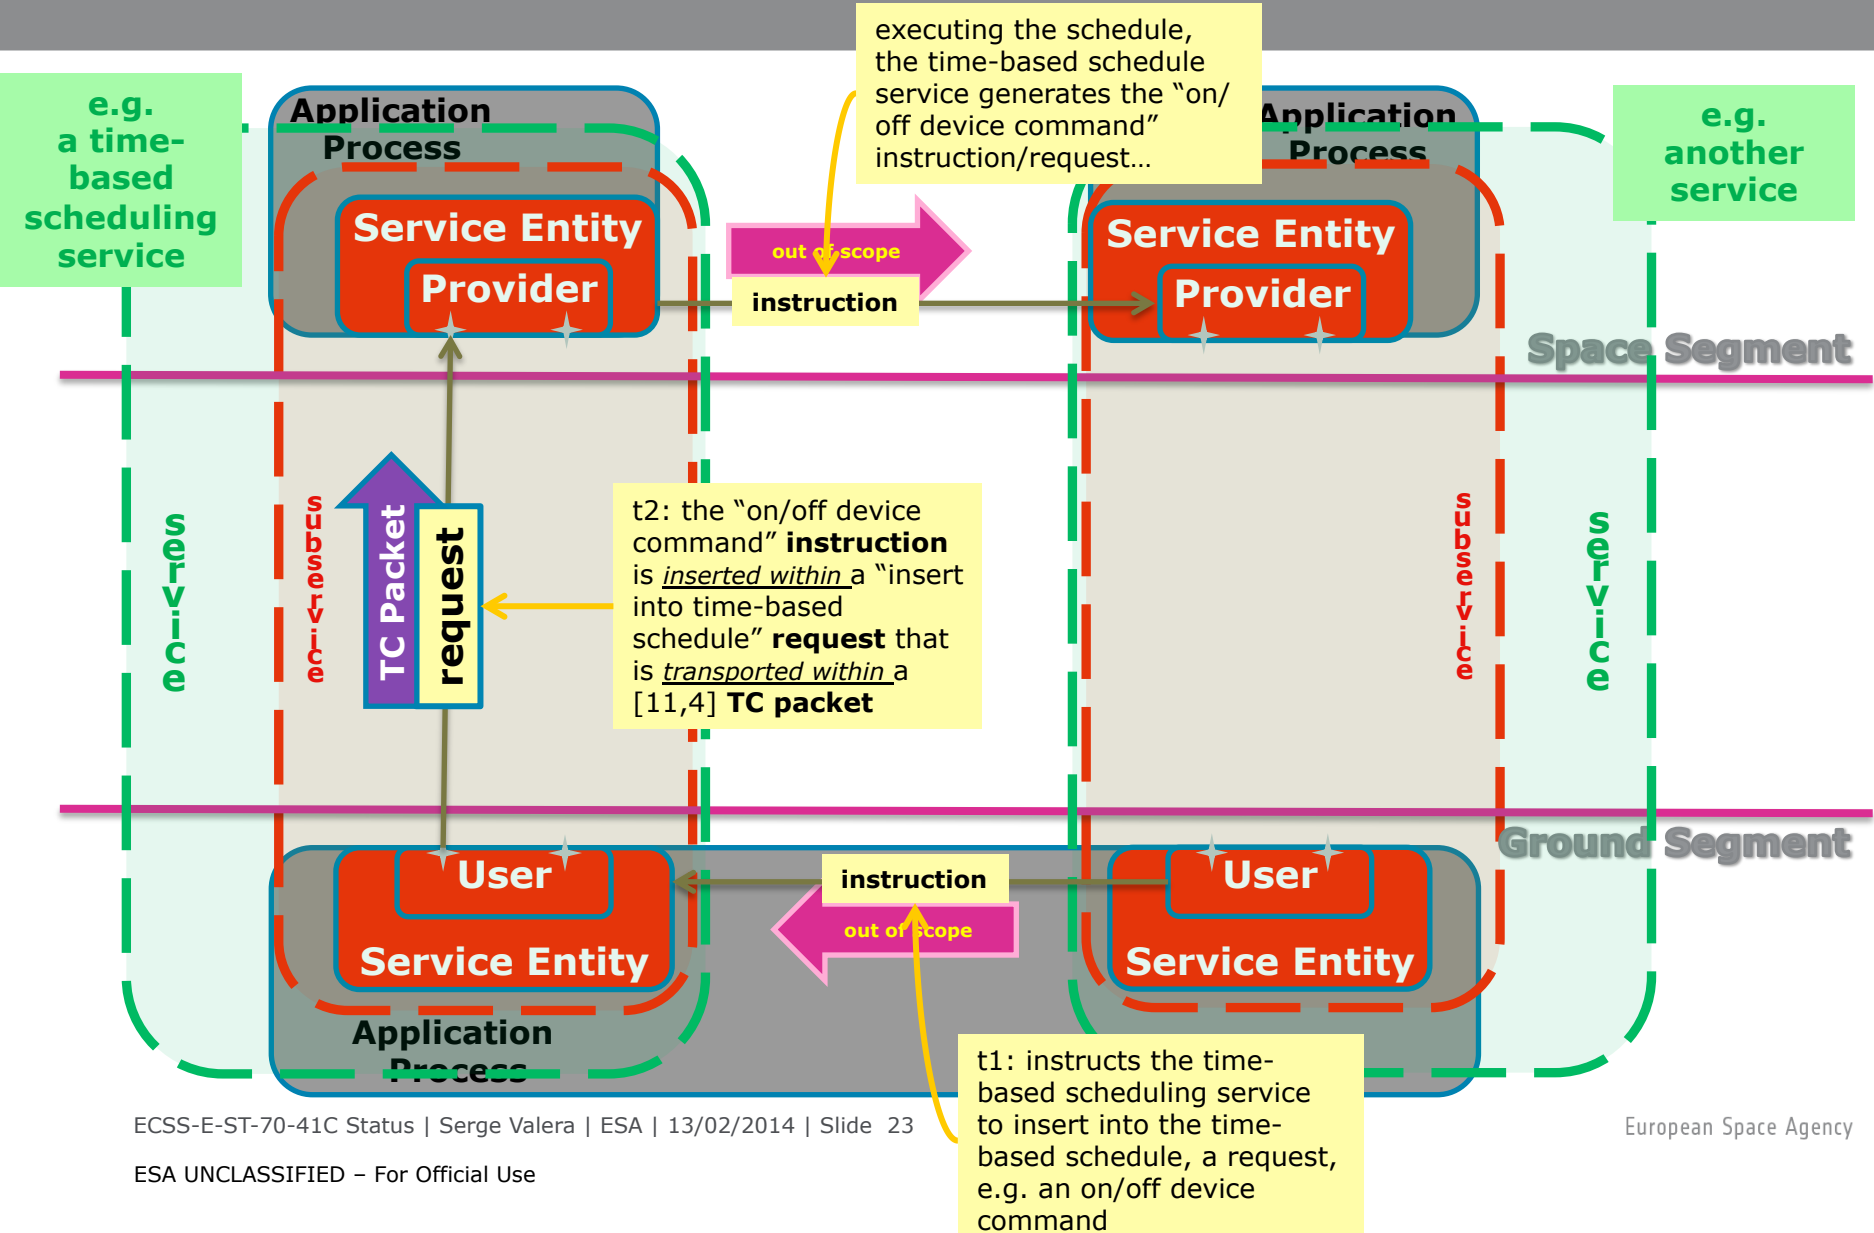 executing the schedule,
the time-based schedule
service generates the “on/
off device command”
instruction/request…
e.g.
a time-
based
scheduling
service
Application
Process
Service Entity
Provider
out of scope
instruction
Application
Process
Service Entity
Provider
e.g.
another
service
Space Segment
service
subservice
TC Packet
request
t2: the “on/off device
command” instruction
is inserted within a “insert
into time-based
schedule” request that
is transported within a
[11,4] TC packet
subservice
service
Ground Segment
User
Service Entity
Application
Process
instruction
out of scope
User
Service Entity
t1: instructs the time-
based scheduling service
to insert into the time-
based schedule, a request,
e.g. an on/off device
command
ECSS-E-ST-70-41C Status | Serge Valera | ESA | 13/02/2014 | Slide 23
European Space Agency
ESA UNCLASSIFIED – For Official Use